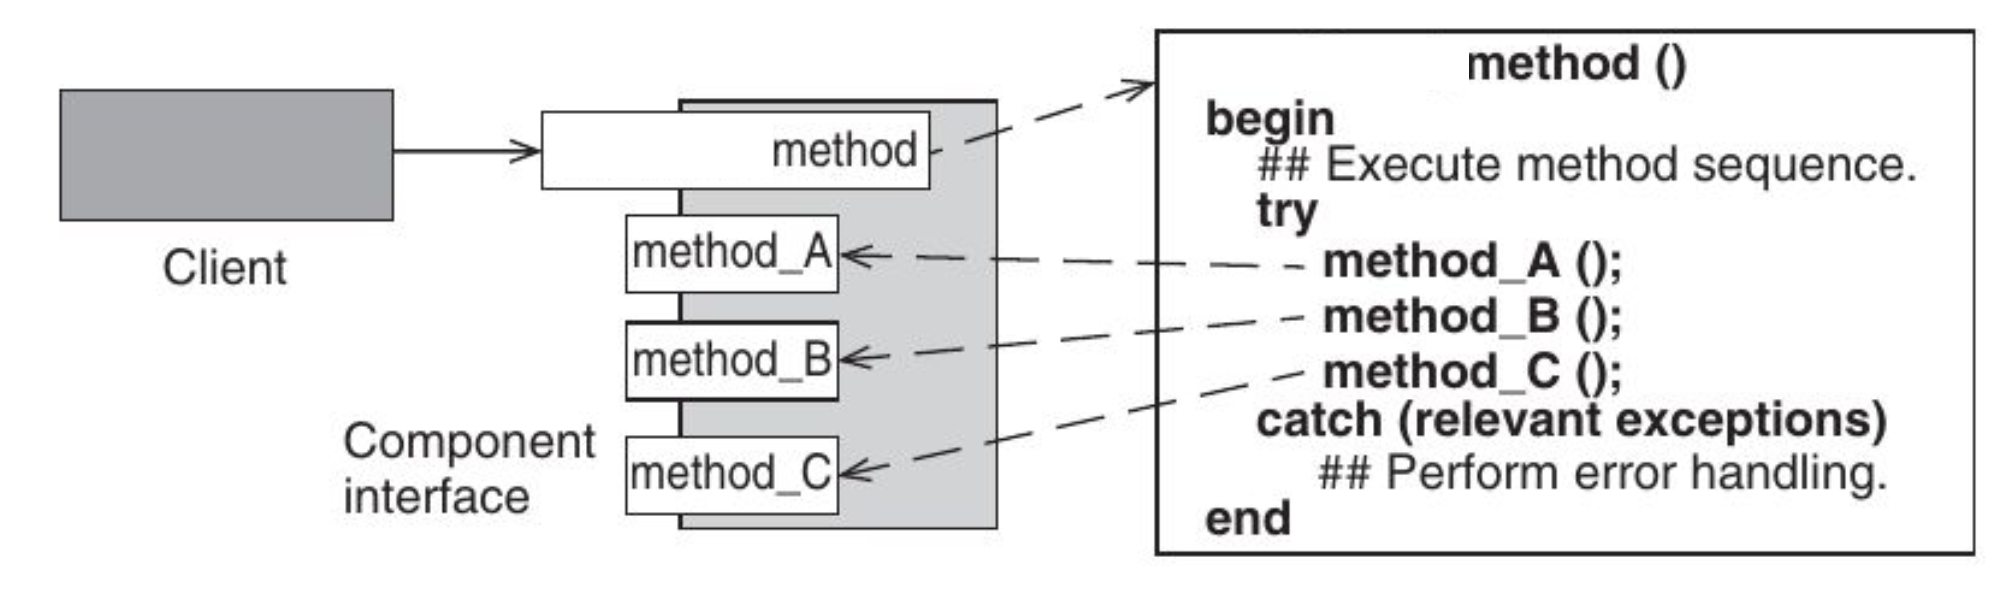 Client
Component
interface
method
method_A
method_B
method_C
method ()
begin
## Execute method sequence.
try
method_A ();
method_B ();
method_C ();
catch (relevant exceptions)
## Perform error handling.
end